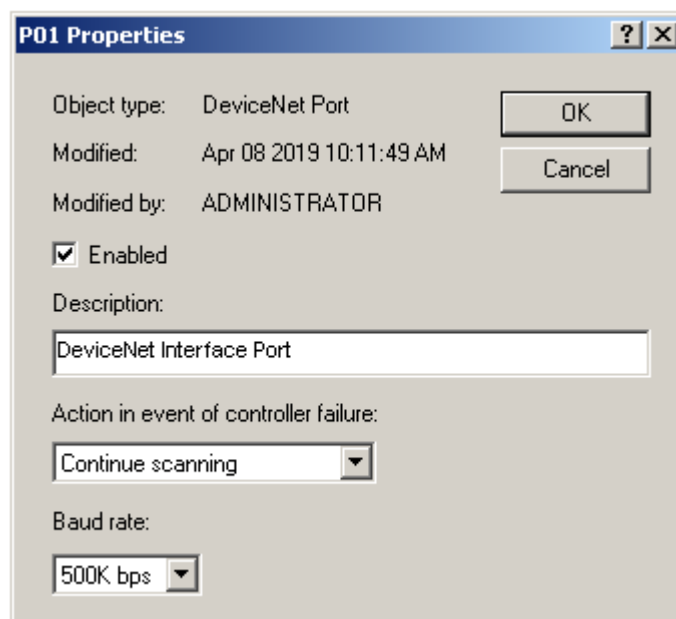 P01 Properties
Object type: DeviceNet Port
OK
Modified: Apr 08 2019 10:11:49 AM
Cancel
Modified by: ADMINISTRATOR
Enabled
Description:
DeviceNet Interface Port
Action in event of controller failure:
Continue scanning
Baud rate:
500K bps